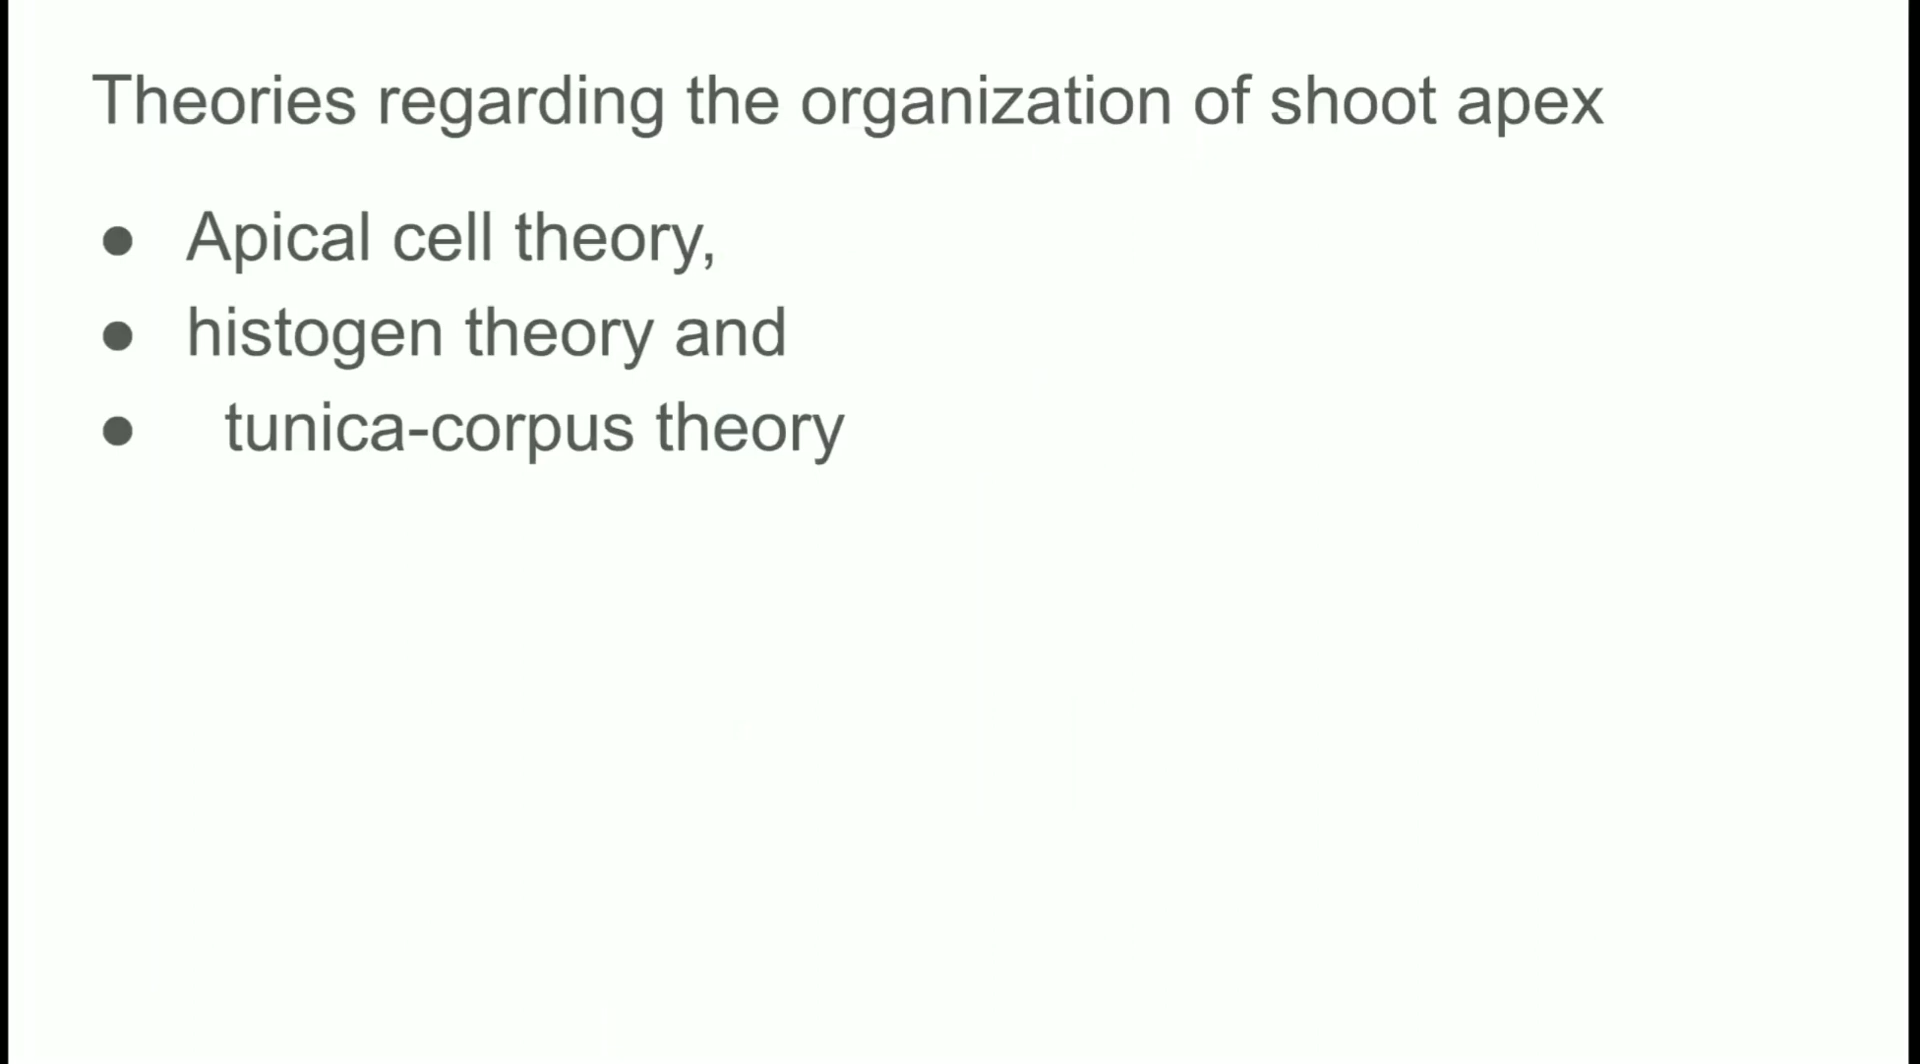 Theories regarding the organization of shoot apex
● Apical cell theory,
● histogen theory and
● tunica-corpus theory